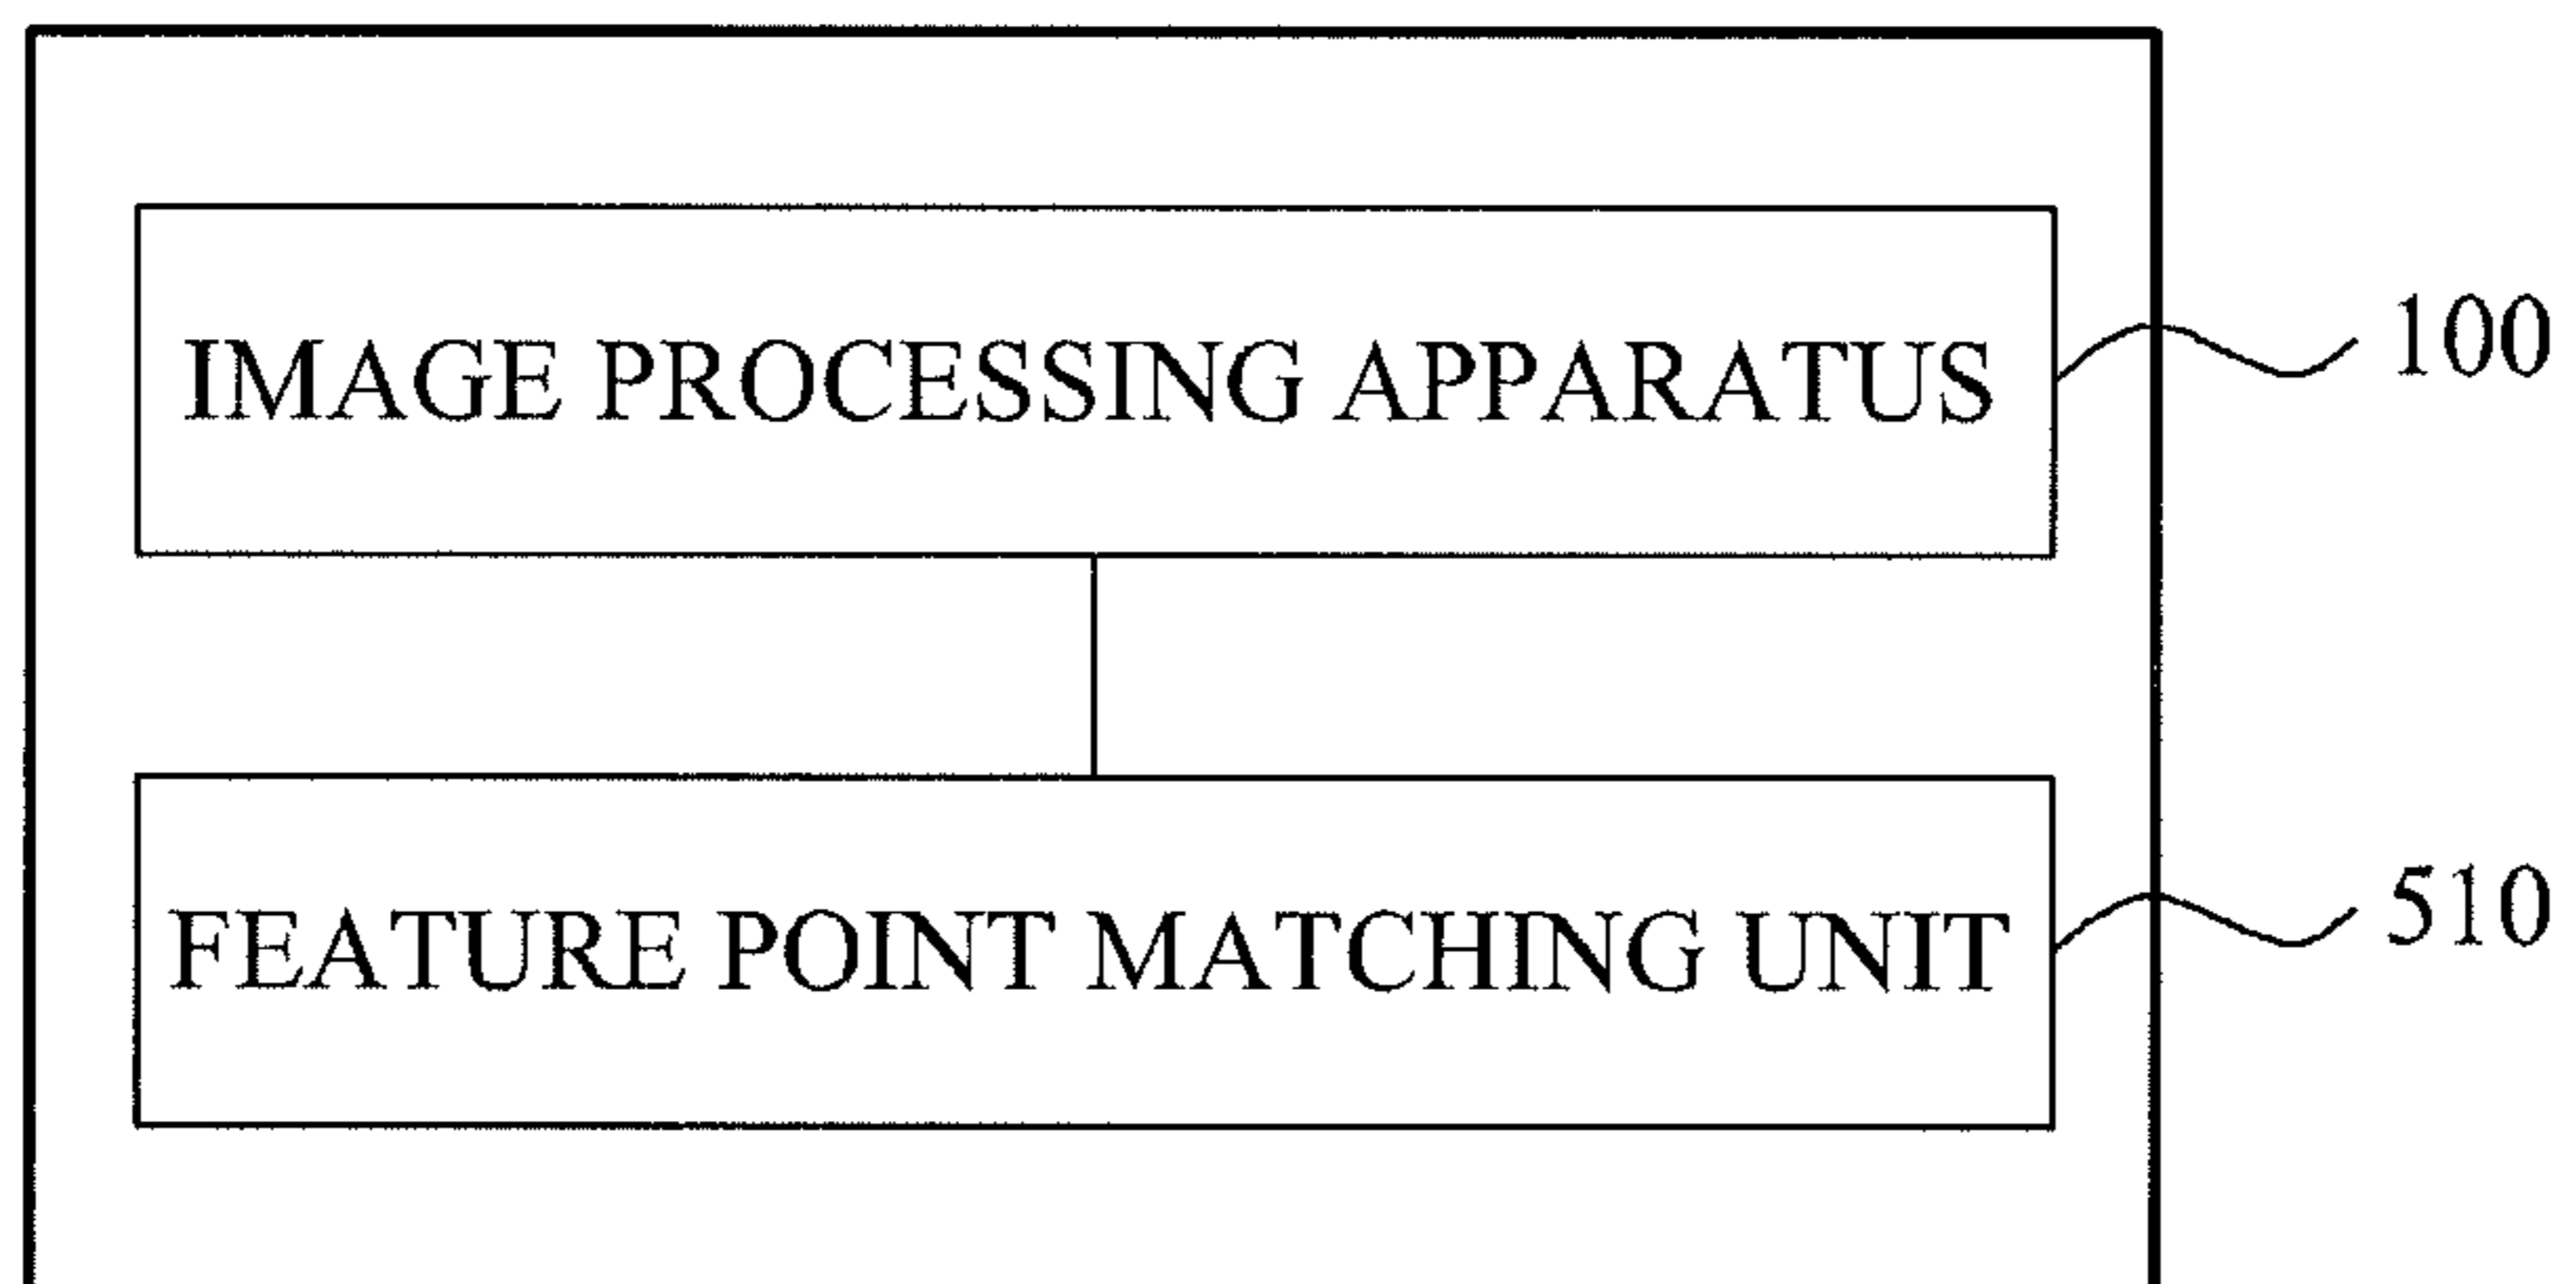 IMAGE PROCESSING APPARATUS
100
FEATURE POINT MATCHING UNIT
510